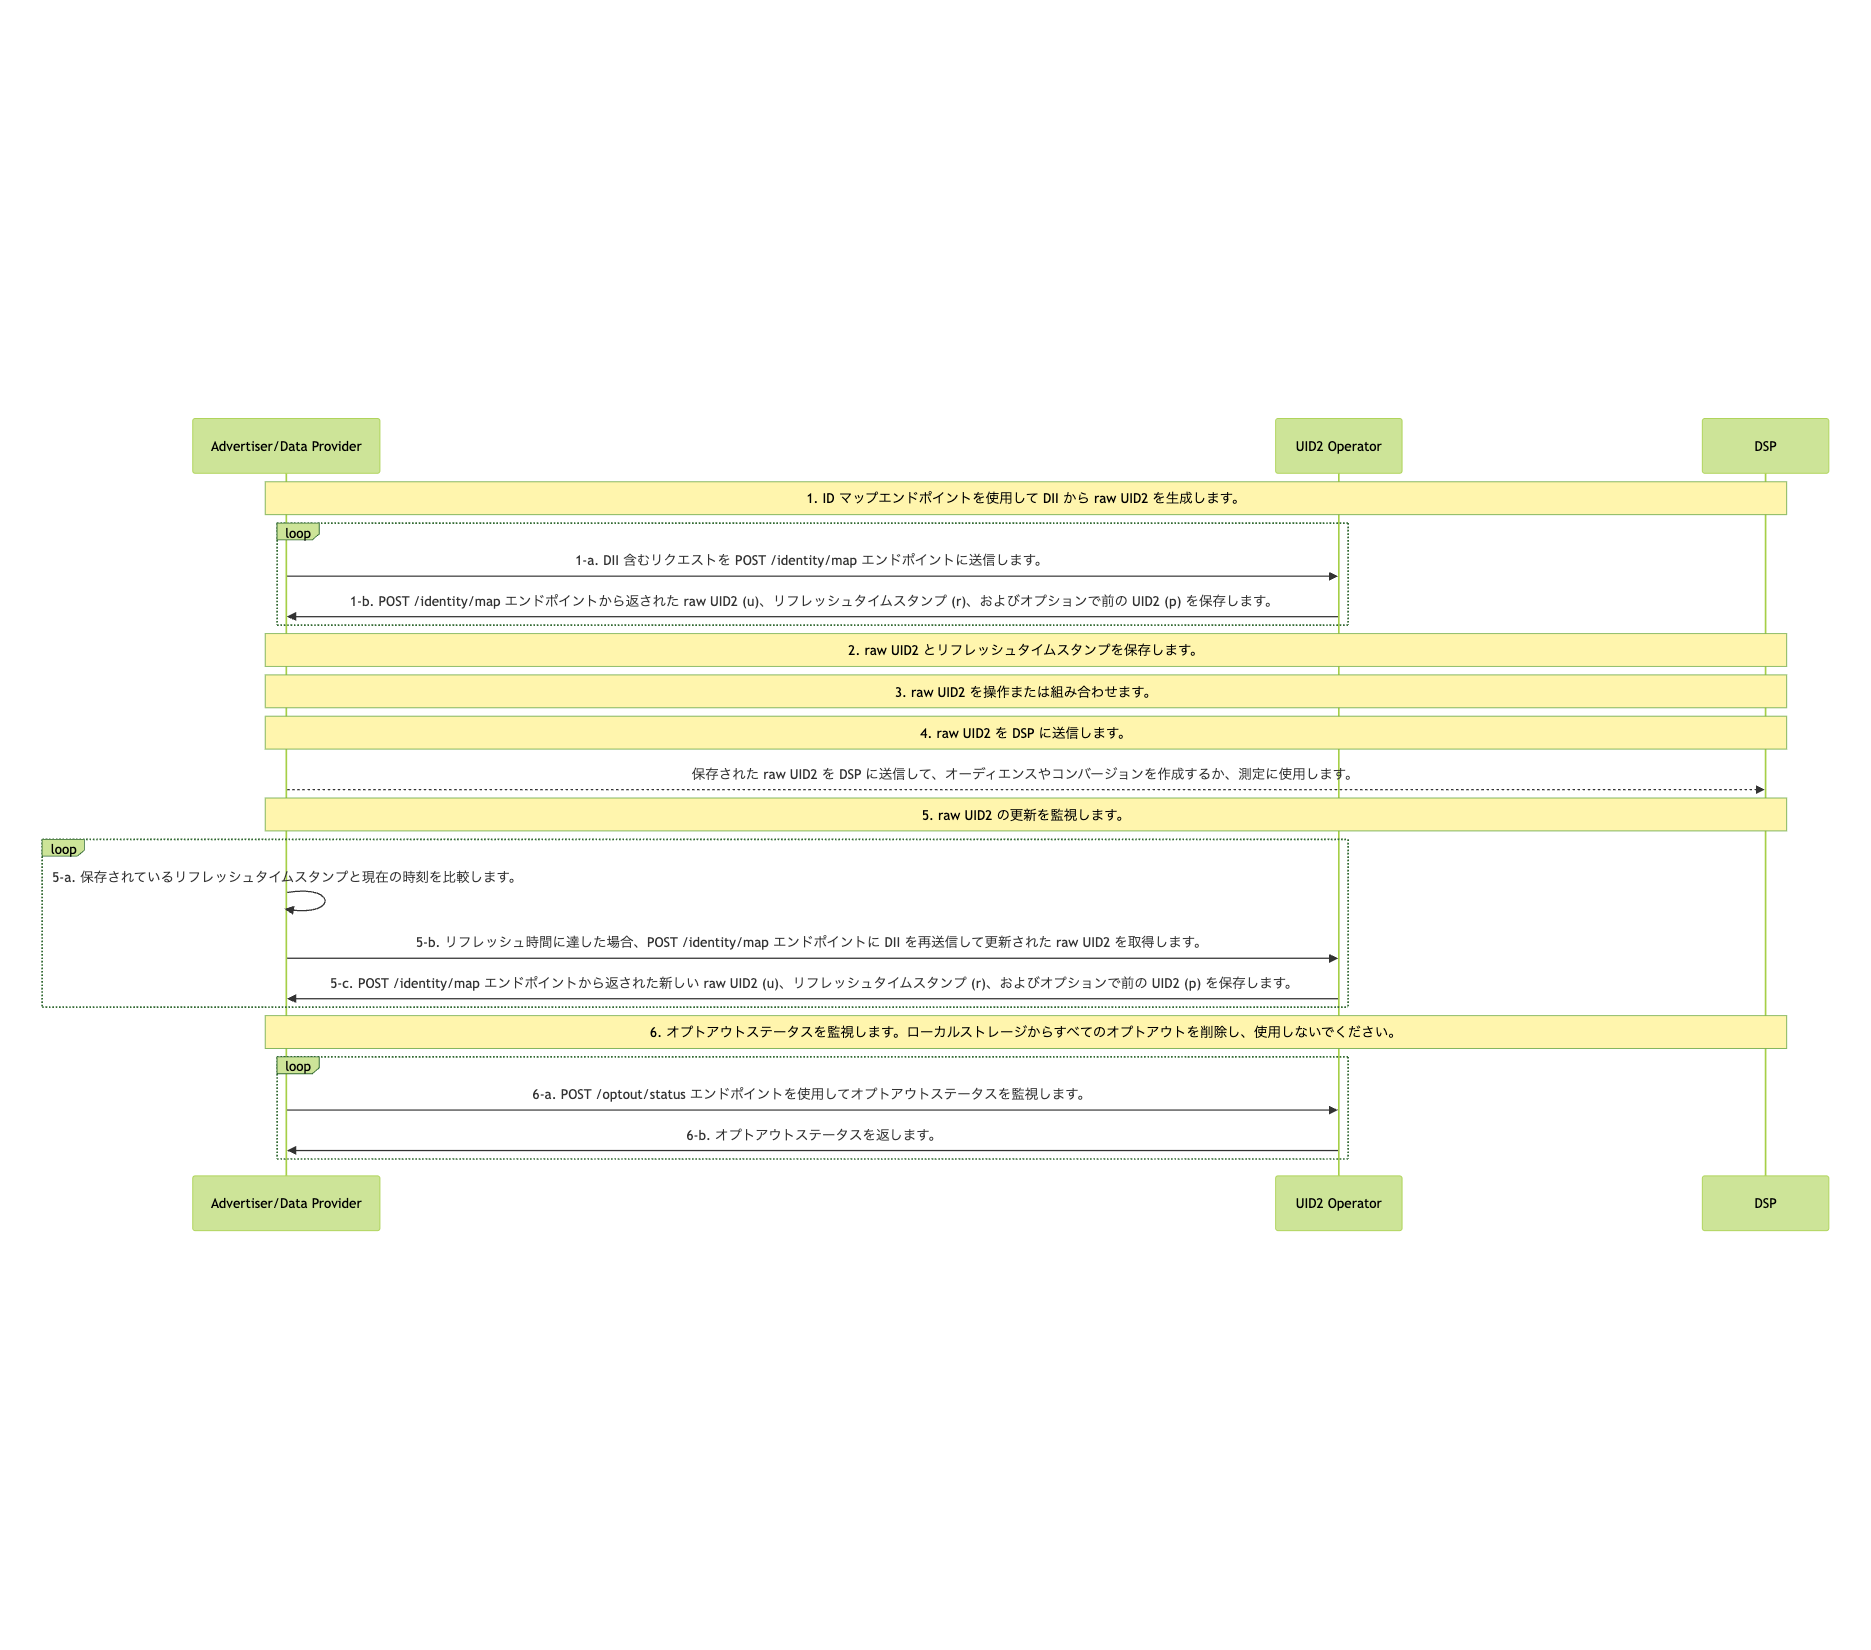 Advertiser/Data Provider
UID2 Operator
DSP
1. ID マップエンドポイントを使用して DII から raw UID2 を生成します。
loop
1-a. DII 含むリクエストを POST /identity/map エンドポイントに送信します。
1-b. POST /identity/map エンドポイントから返された raw UID2 (u)、リフレッシュタイムスタンプ (r)、およびオプションで前の UID2 (p) を保存します。
2. raw UID2 とリフレッシュタイムスタンプを保存します。
3. raw UID2 を操作または組み合わせます。
4. raw UID2 を DSP に送信します。
保存された raw UID2 を DSP に送信して、オーディエンスやコンバージョンを作成するか、測定に使用します。
5. raw UID2 の更新を監視します。
loop
5-a. 保存されているリフレッシュタイムスタンプと現在の時刻を比較します。
5-b. リフレッシュ時間に達した場合、POST /identity/map エンドポイントに DII を再送信して更新された raw UID2 を取得します。
5-c. POST /identity/map エンドポイントから返された新しい raw UID2 (u)、リフレッシュタイムスタンプ (r)、およびオプションで前の UID2 (p) を保存します。
6. オプトアウトステータスを監視します。ローカルストレージからすべてのオプトアウトを削除し、使用しないでください。
loop
6-a. POST /optout/status エンドポイントを使用してオプトアウトステータスを監視します。
6-b. オプトアウトステータスを返します。
Advertiser/Data Provider
UID2 Operator
DSP